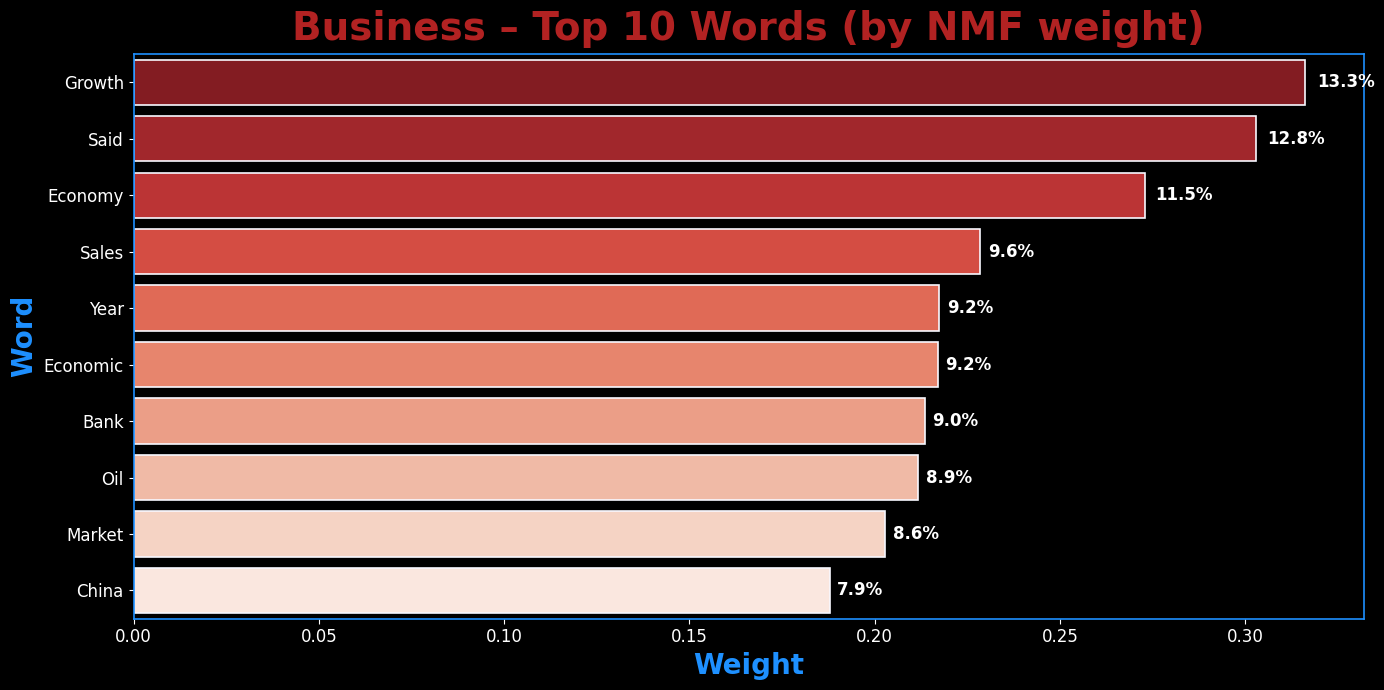 Business – Top 10 Words (by NMF weight)
Word
Growth 13.3%
Said 12.8%
Economy 11.5%
Sales 9.6%
Year 9.2%
Economic 9.2%
Bank 9.0%
Oil 8.9%
Market 8.6%
China 7.9%
0.00 0.05 0.10 0.15 0.20 0.25 0.30
Weight